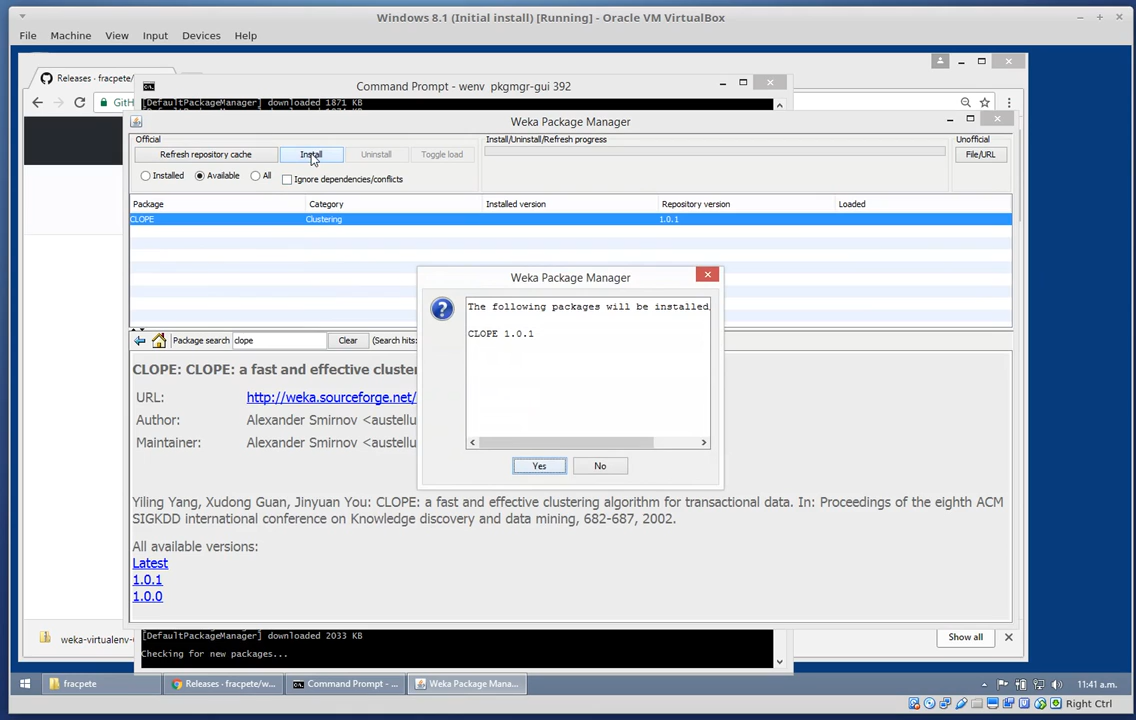 Windows 8.1 (Initial install) [Running] - Oracle VM VirtualBox
File Machine View Input Devices Help
Releases · fracpete/
Command Prompt - wenv pkgmgr-gui 392
GitH
[DefaultPackageManager] downloaded 1871 KB
Weka Package Manager
Official
Install/Uninstall/Refresh progress
Unofficial
Refresh repository cache
Install
Uninstall
Toggle load
File/URL
Installed
Available
All
Ignore dependencies/conflicts
Package Category Installed version Repository version Loaded
CLOPE Clustering 1.0.1
Weka Package Manager
The following packages will be installed
CLOPE 1.0.1
Yes
No
Package search clope Clear (Search hits:
CLOPE: CLOPE: a fast and effective cluste
URL: http://weka.sourceforge.net/
Author: Alexander Smirnov <austellu
Maintainer: Alexander Smirnov <austellu
Yiling Yang, Xudong Guan, Jinyuan You: CLOPE: a fast and effective clustering algorithm for transactional data. In: Proceedings of the eighth ACM
SIGKDD international conference on Knowledge discovery and data mining, 682-687, 2002.
All available versions:
Latest
1.0.1
1.0.0
weka-virtualenv-
[DefaultPackageManager] downloaded 2033 KB
Checking for new packages...
Show all
fracpete
Releases · fracpete/w...
Command Prompt - ...
Weka Package Mana...
11:41 a.m.
Right Ctrl